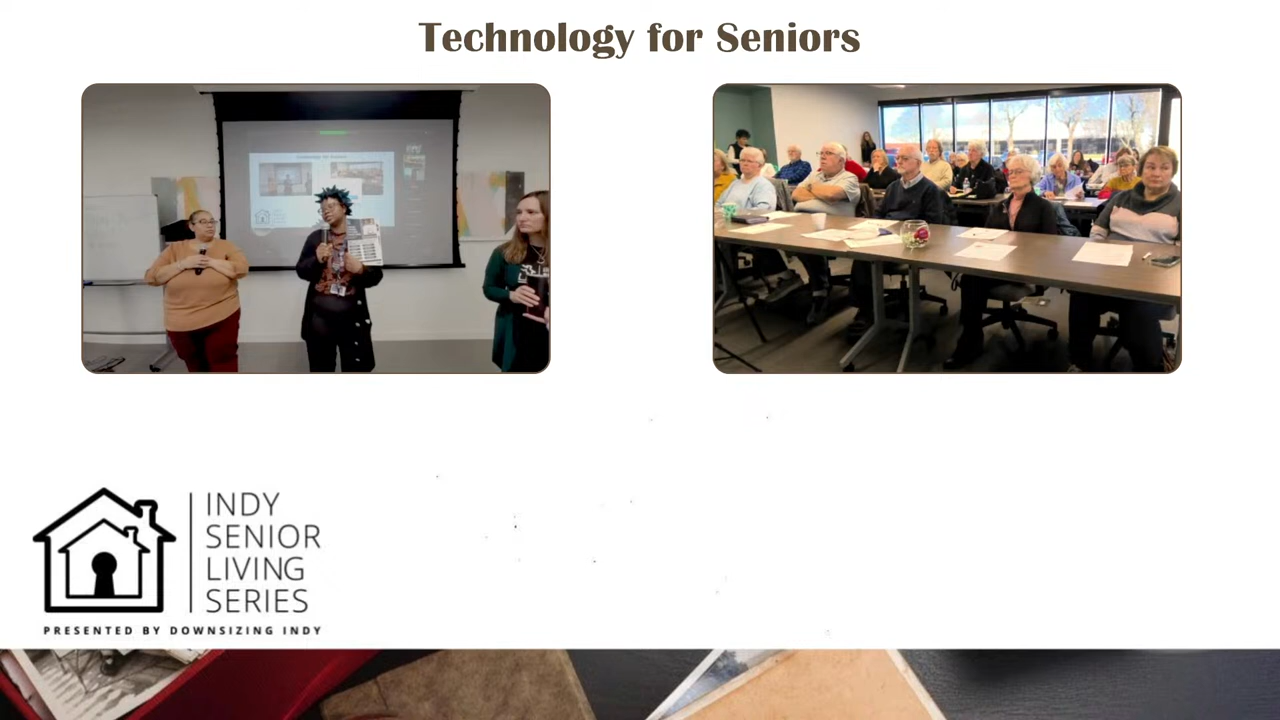 Technology for Seniors
INDY
SENIOR
LIVING
SERIES
PRESENTED BY DOWNSIZING INDY